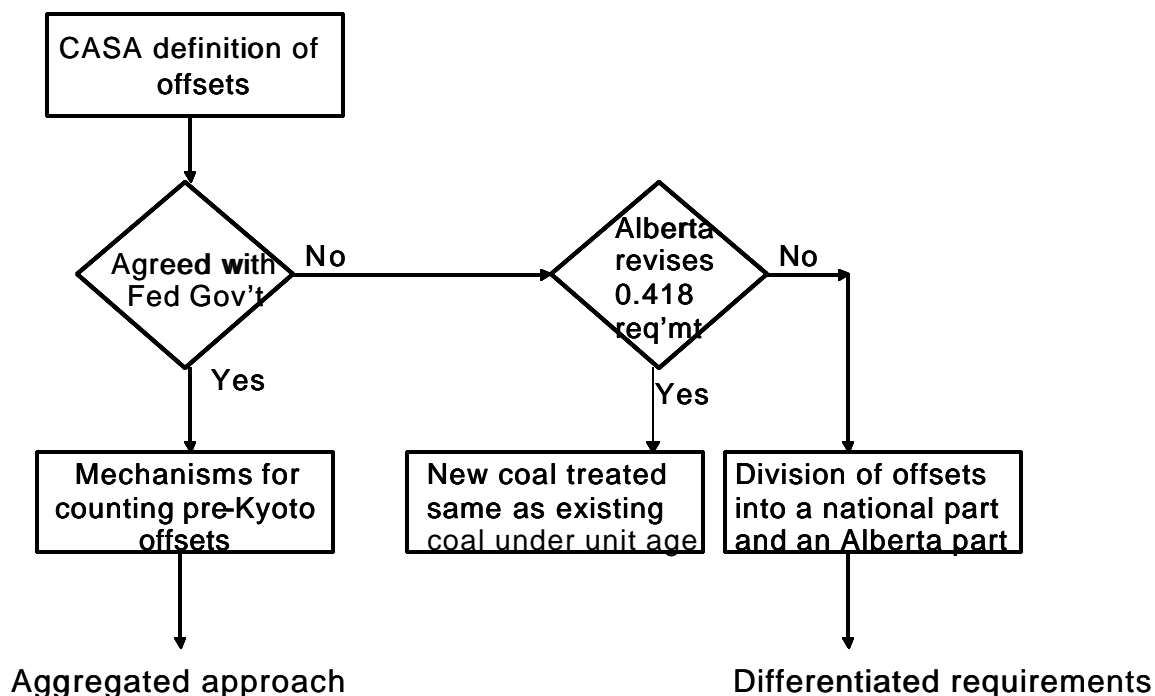 CASA definition of
offsets
Agreed with
Fed Gov't
No
Alberta
revises
0.418
req'mt
No
Yes
Yes
Mechanisms for
counting pre-Kyoto
offsets
New coal treated
same as existing
coal under unit age
Division of offsets
into a national part
and an Alberta part
Aggregated approach
Differentiated requirements